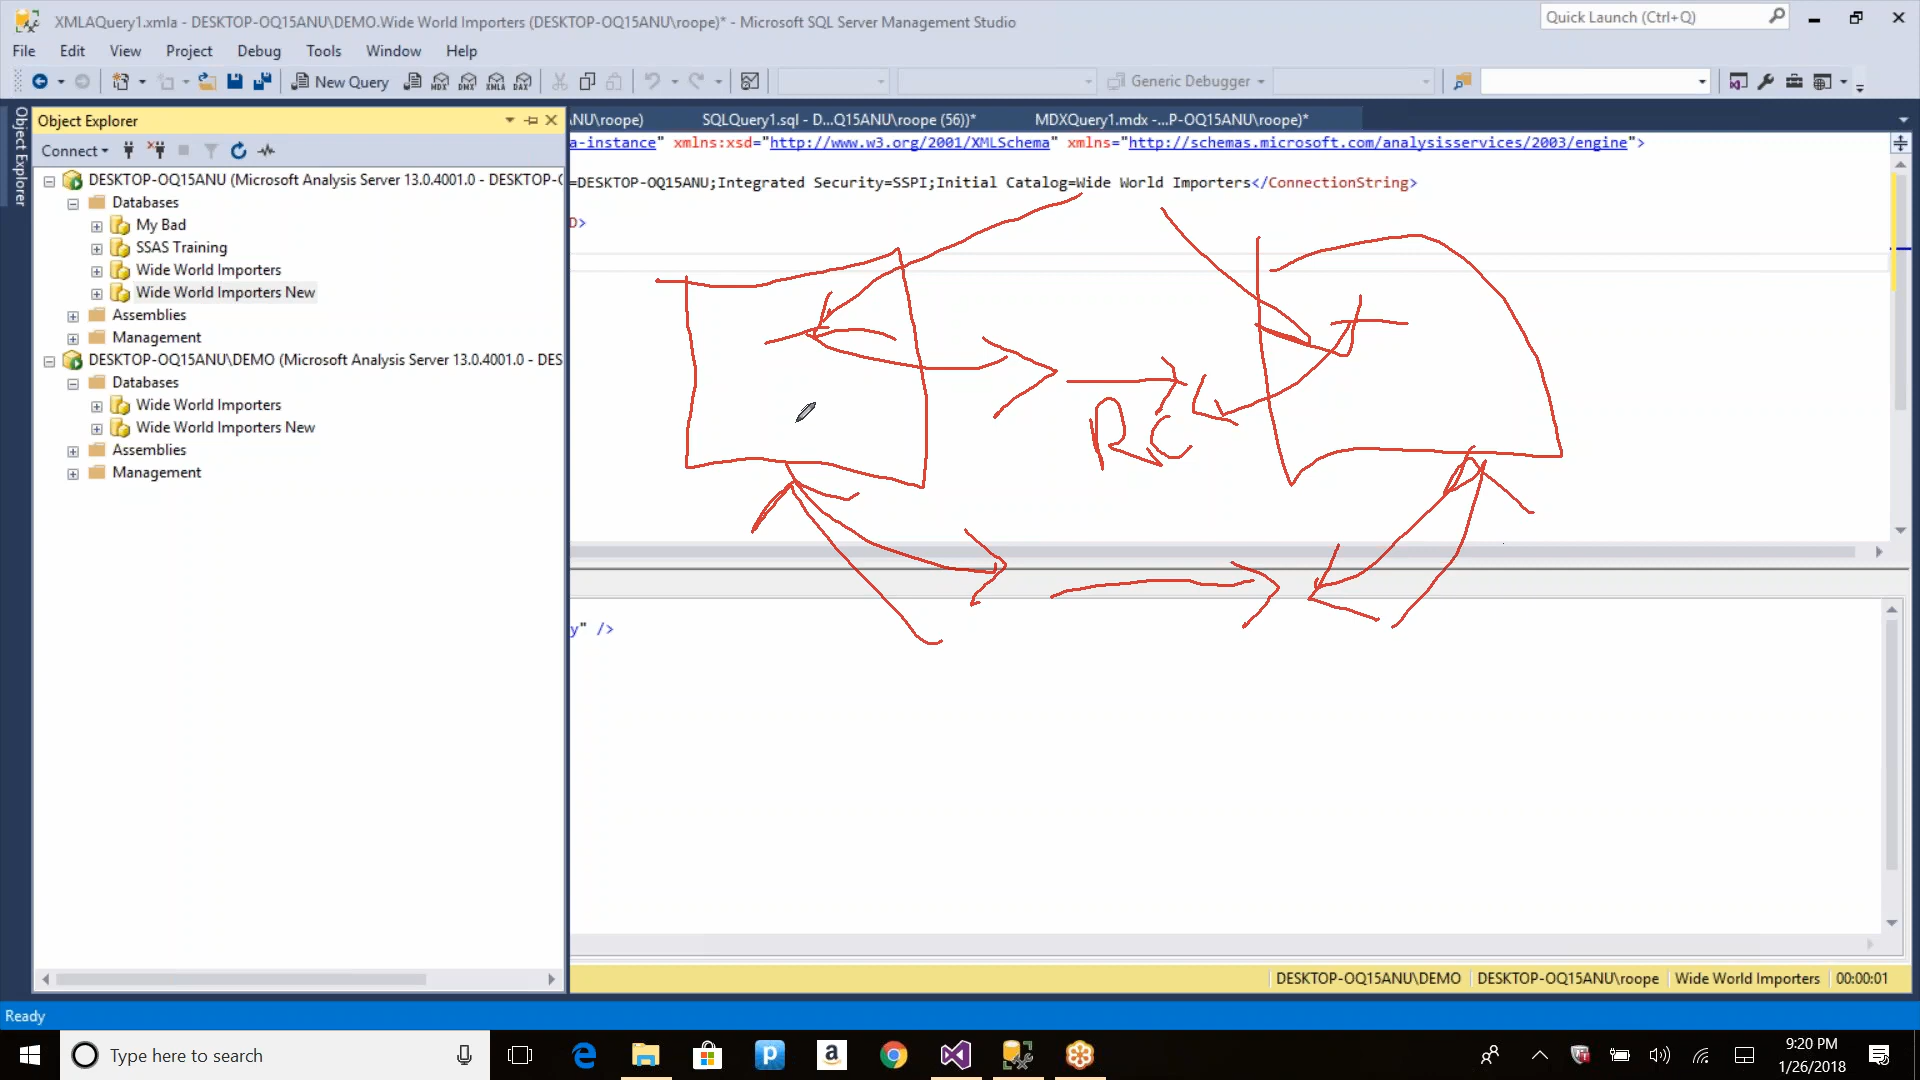 XMLAQuery1.xmla - DESKTOP-OQ15ANU\DEMO.Wide World Importers (DESKTOP-OQ15ANU\roope)* - Microsoft SQL Server Management Studio
Quick Launch (Ctrl+Q)
File Edit View Project Debug Tools Window Help
New Query MDX DMX XMLA DAX Generic Debugger
Object Explorer
Object Explorer
ANU\roope) SQLQuery1.sql - D...Q15ANU\roope (56))* MDXQuery1.mdx -...P-OQ15ANU\roope)*
Connect
a-instance" xmlns:xsd="http://www.w3.org/2001/XMLSchema" xmlns="http://schemas.microsoft.com/analysisservices/2003/engine">
=DESKTOP-OQ15ANU;Integrated Security=SSPI;Initial Catalog=Wide World Importers</ConnectionString>
D>
DESKTOP-OQ15ANU (Microsoft Analysis Server 13.0.4001.0 - DESKTOP-
Databases
My Bad
SSAS Training
Wide World Importers
Wide World Importers New
Assemblies
Management
DESKTOP-OQ15ANU\DEMO (Microsoft Analysis Server 13.0.4001.0 - DES
Databases
Wide World Importers
Wide World Importers New
Assemblies
Management
RC
y" />
DESKTOP-OQ15ANU\DEMO DESKTOP-OQ15ANU\roope Wide World Importers 00:00:01
Ready
Type here to search
9:20 PM
1/26/2018